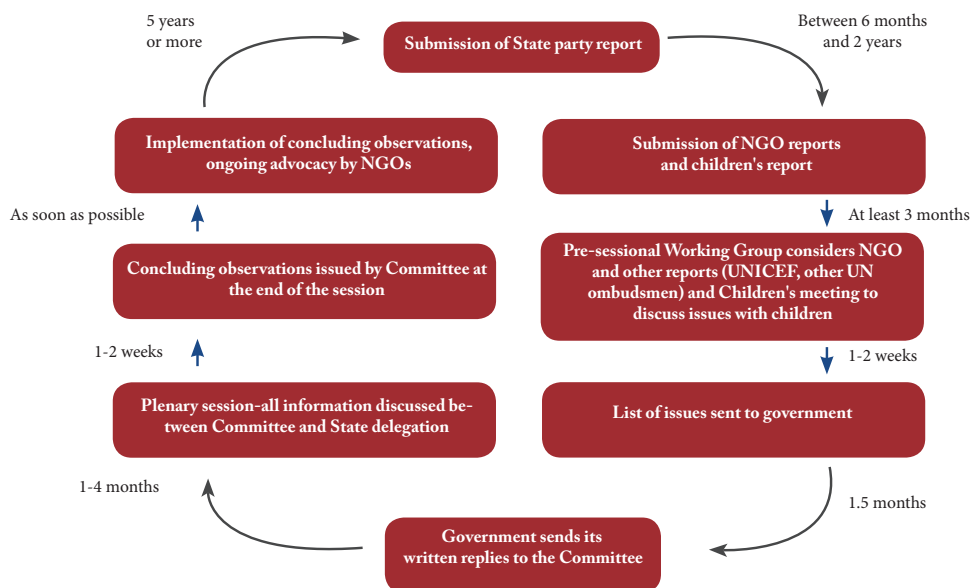 5 years
or more
Submission of State party report
Between 6 months
and 2 years
Submission of NGO reports
and children's report
At least 3 months
Pre-sessional Working Group considers NGO
and other reports (UNICEF, other UN
ombudsmen) and Children's meeting to
discuss issues with children
1-2 weeks
List of issues sent to government
1.5 months
Government sends its
written replies to the Committee
1-4 months
Plenary session-all information discussed be-
tween Committee and State delegation
1-2 weeks
Concluding observations issued by Committee at
the end of the session
As soon as possible
Implementation of concluding observations,
ongoing advocacy by NGOs